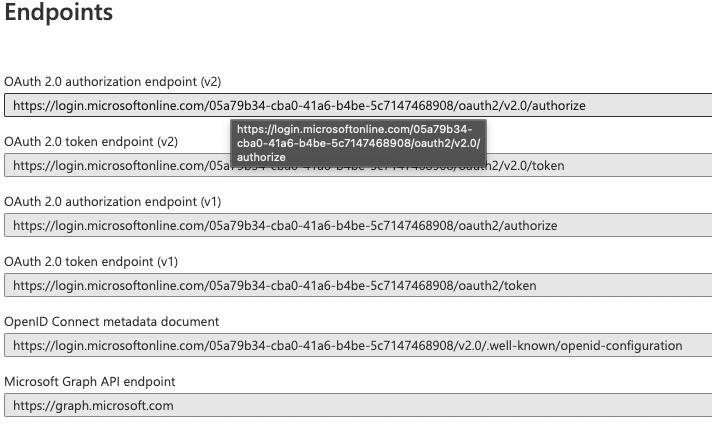 Endpoints
OAuth 2.0 authorization endpoint (v2)
https://login.microsoftonline.com/05a79b34-cba0-41a6-b4be-5c7147468908/oauth2/v2.0/authorize
https://login.microsoftonline.com/05a79b34-
cba0-41a6-b4be-5c7147468908/oauth2/v2.0/
authorize
OAuth 2.0 token endpoint (v2)
https://login.microsoftonline.com/05a79b34-cba0-41a6-b4be-5c7147468908/oauth2/v2.0/token
OAuth 2.0 authorization endpoint (v1)
https://login.microsoftonline.com/05a79b34-cba0-41a6-b4be-5c7147468908/oauth2/authorize
OAuth 2.0 token endpoint (v1)
https://login.microsoftonline.com/05a79b34-cba0-41a6-b4be-5c7147468908/oauth2/token
OpenID Connect metadata document
https://login.microsoftonline.com/05a79b34-cba0-41a6-b4be-5c7147468908/v2.0/.well-known/openid-configuration
Microsoft Graph API endpoint
https://graph.microsoft.com